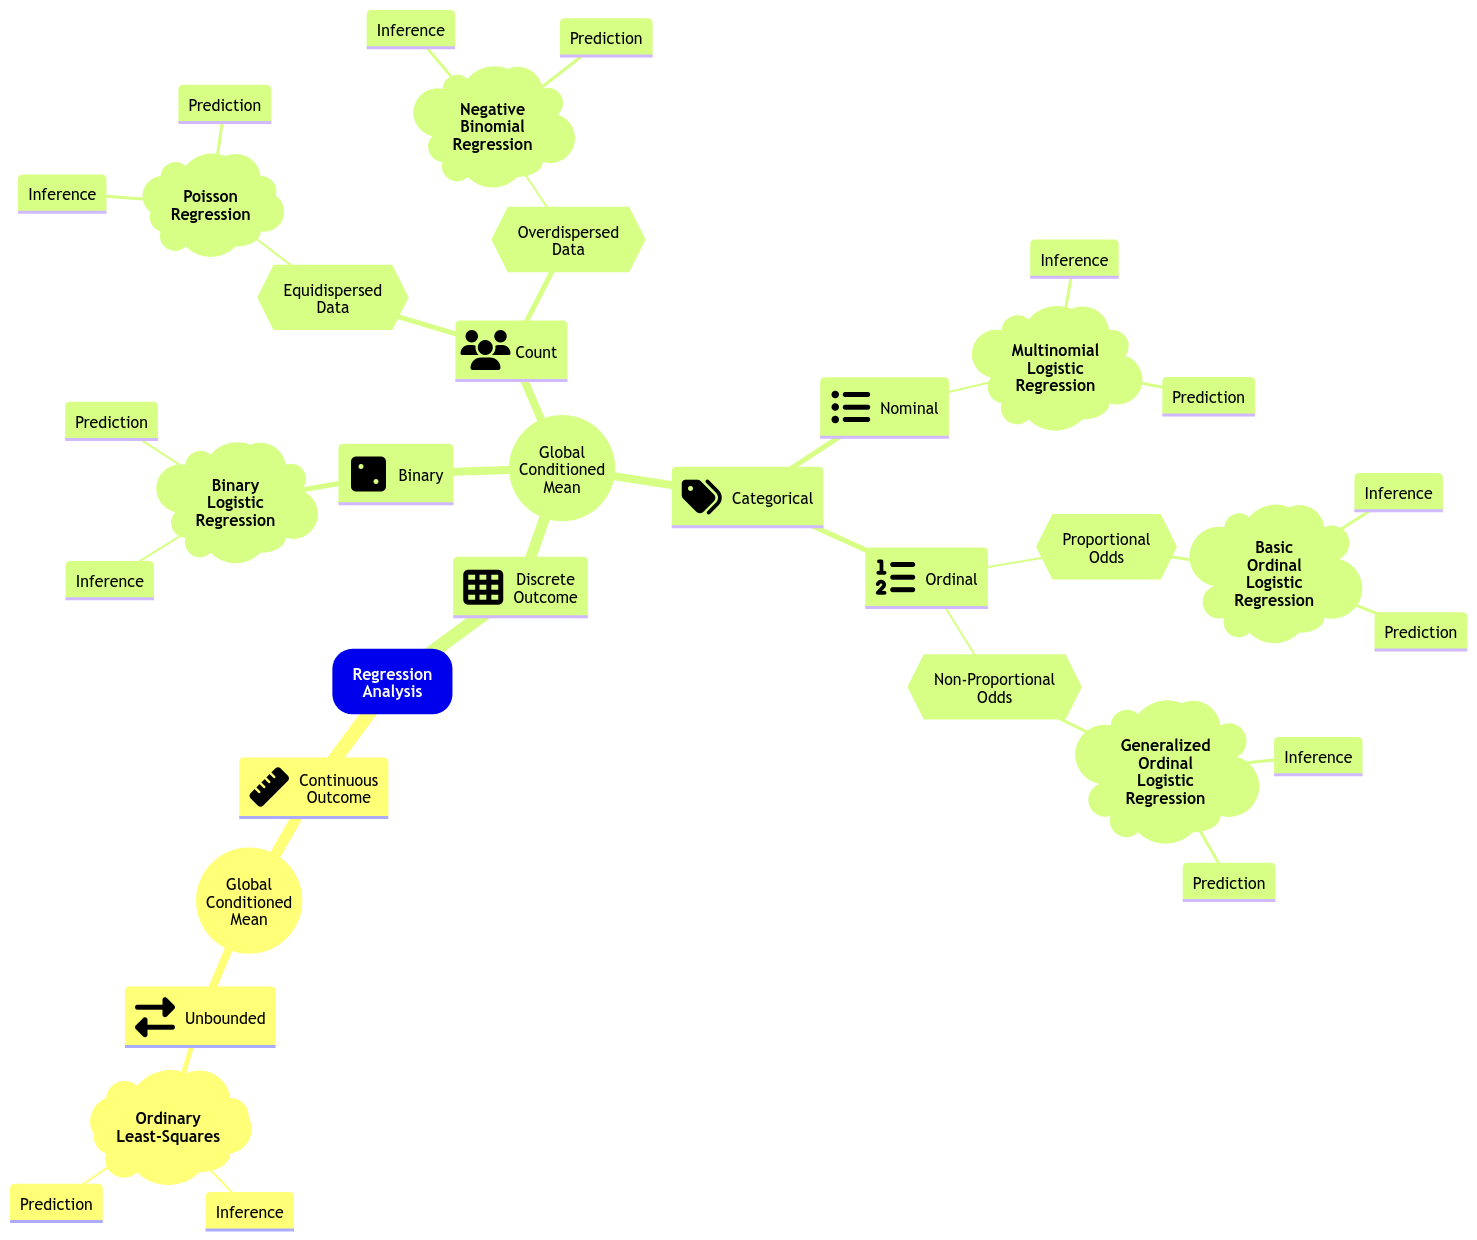 Inference
Prediction
Negative
Binomial
Regression
Prediction
Inference
Poisson
Regression
Overdispersed
Data
Equidispersed
Data
Count
Inference
Multinomial
Logistic
Regression
Prediction
Nominal
Prediction
Binary
Logistic
Regression
Inference
Binary
Global
Conditioned
Mean
Categorical
Inference
Proportional
Odds
Basic
Ordinal
Logistic
Regression
Prediction
1
2
Ordinal
Discrete
Outcome
Regression
Analysis
Non-Proportional
Odds
Generalized
Ordinal
Logistic
Regression
Inference
Prediction
Continuous
Outcome
Global
Conditioned
Mean
Unbounded
Ordinary
Least-Squares
Prediction
Inference